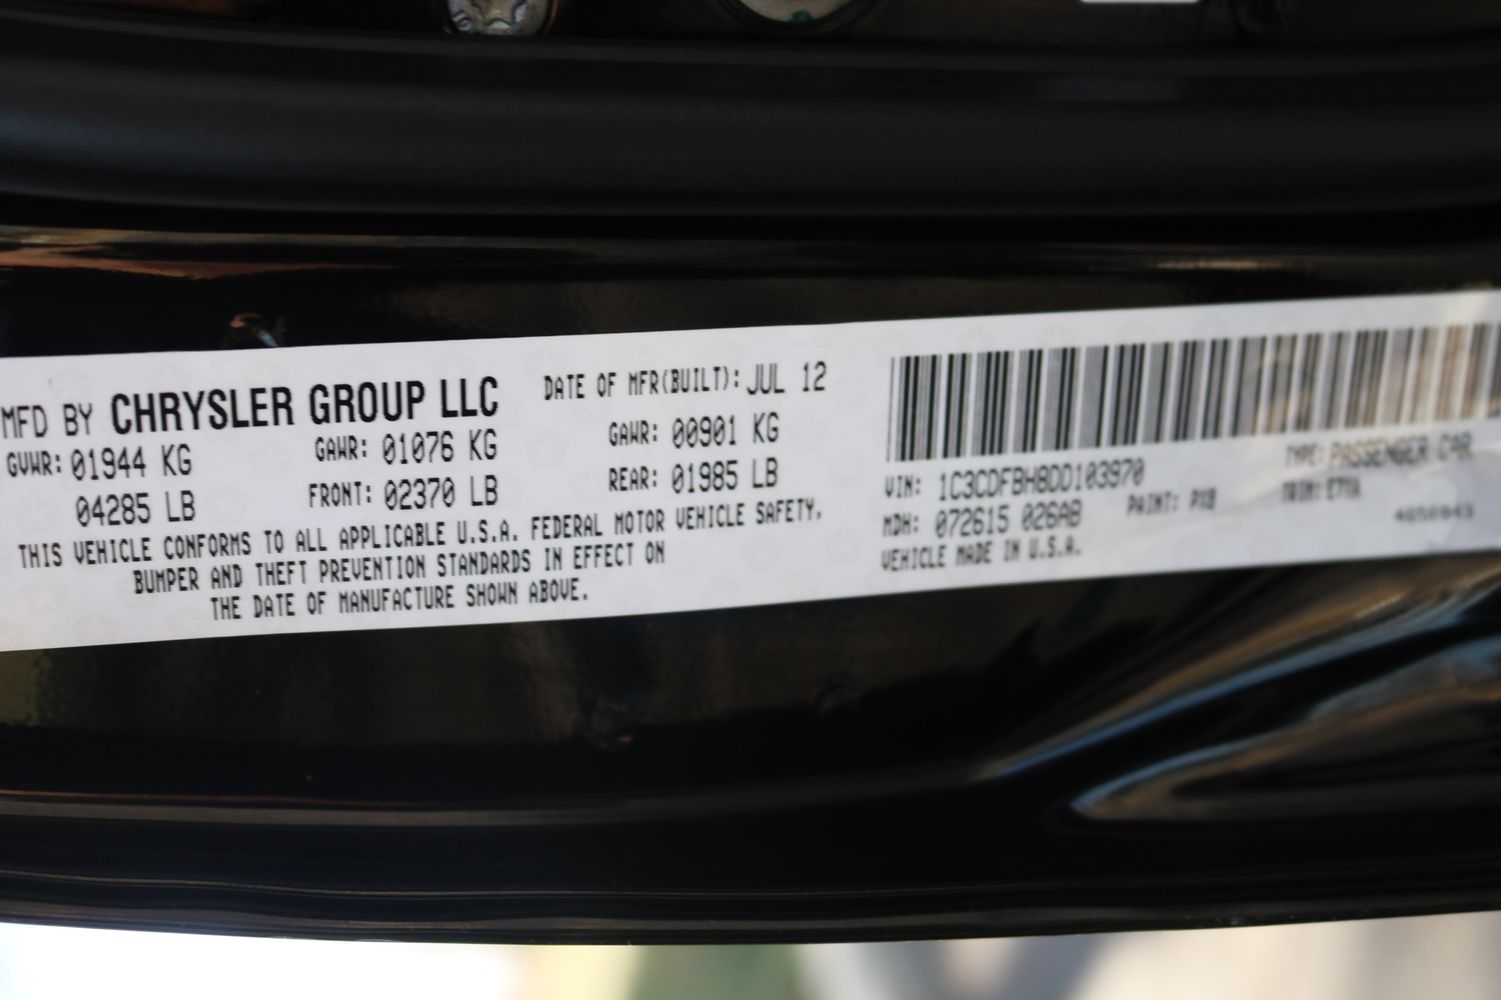 MFD BY CHRYSLER GROUP LLC
DATE OF MFR(BUILT): JUL 12
GVWR: 01944 KG
04285 LB
GAWR: 01076 KG
FRONT: 02370 LB
GAWR: 00901 KG
REAR: 01985 LB
THIS VEHICLE CONFORMS TO ALL APPLICABLE U.S.A. FEDERAL MOTOR VEHICLE SAFETY,
BUMPER AND THEFT PREVENTION STANDARDS IN EFFECT ON
THE DATE OF MANUFACTURE SHOWN ABOVE.
VIN: 1C3CDFBH8DD103970
TYPE: PASSENGER CAR
MDH: 072615 026AB
PAINT:
TRIM:
VEHICLE MADE IN U.S.A.